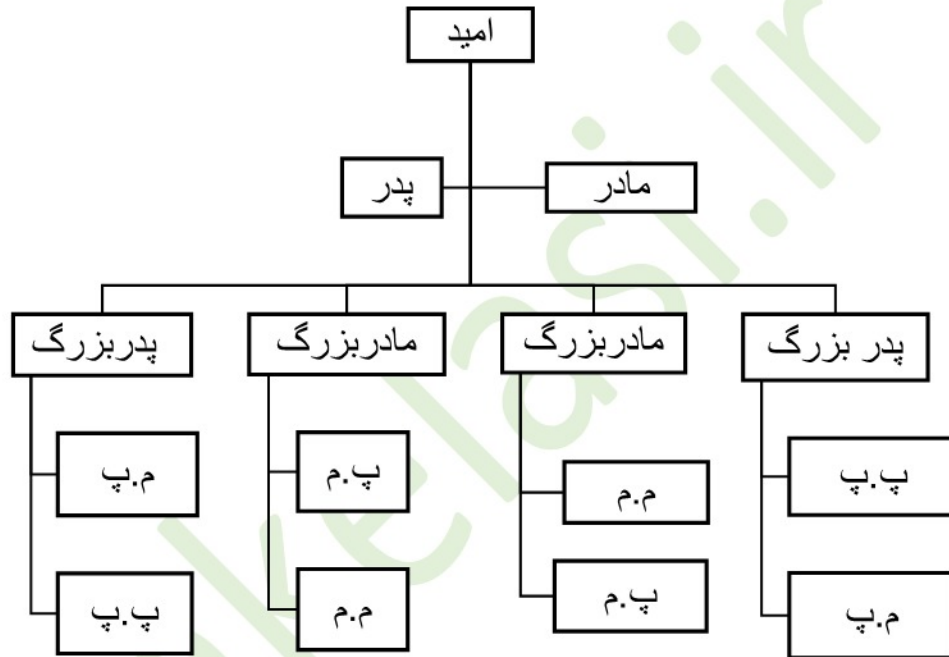 امید
مادر
پدر
پدر بزرگ
مادربزرگ
مادربزرگ
پدربزرگ
پ.پ
م.پ
م.م
پ.م
پ.م
م.م
م.پ
پ.پ
kelasi.ir